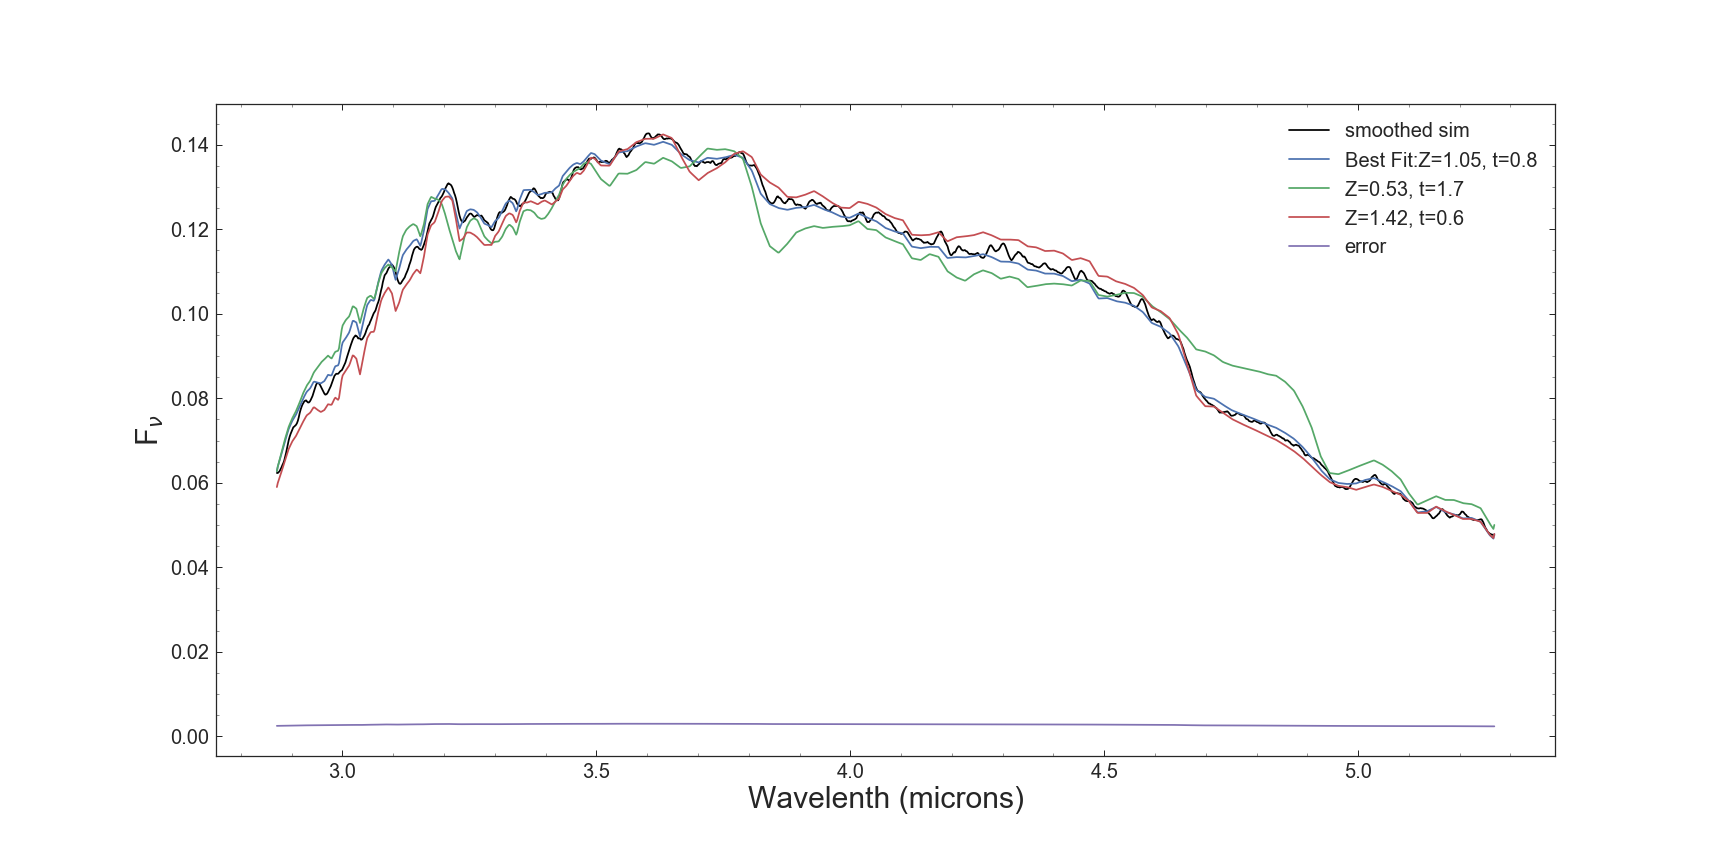 smoothed sim
Best Fit:Z=1.05, t=0.8
Z=0.53, t=1.7
Z=1.42, t=0.6
error
0.14
0.12
0.10
0.08
0.06
0.04
0.02
0.00
Fν
3.0 3.5 4.0 4.5 5.0
Wavelenth (microns)